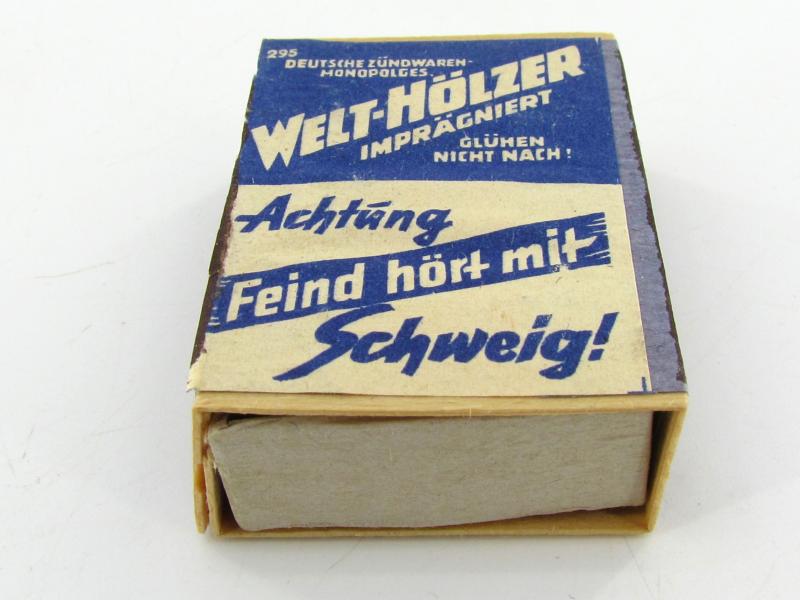 295
DEUTSCHE ZÜNDWAREN-
MONOPOLGES.
WELT-HÖLZER
IMPRÄGNIERT
GLÜHEN
NICHT NACH!
Achtung
Feind hört mit
Schweig!